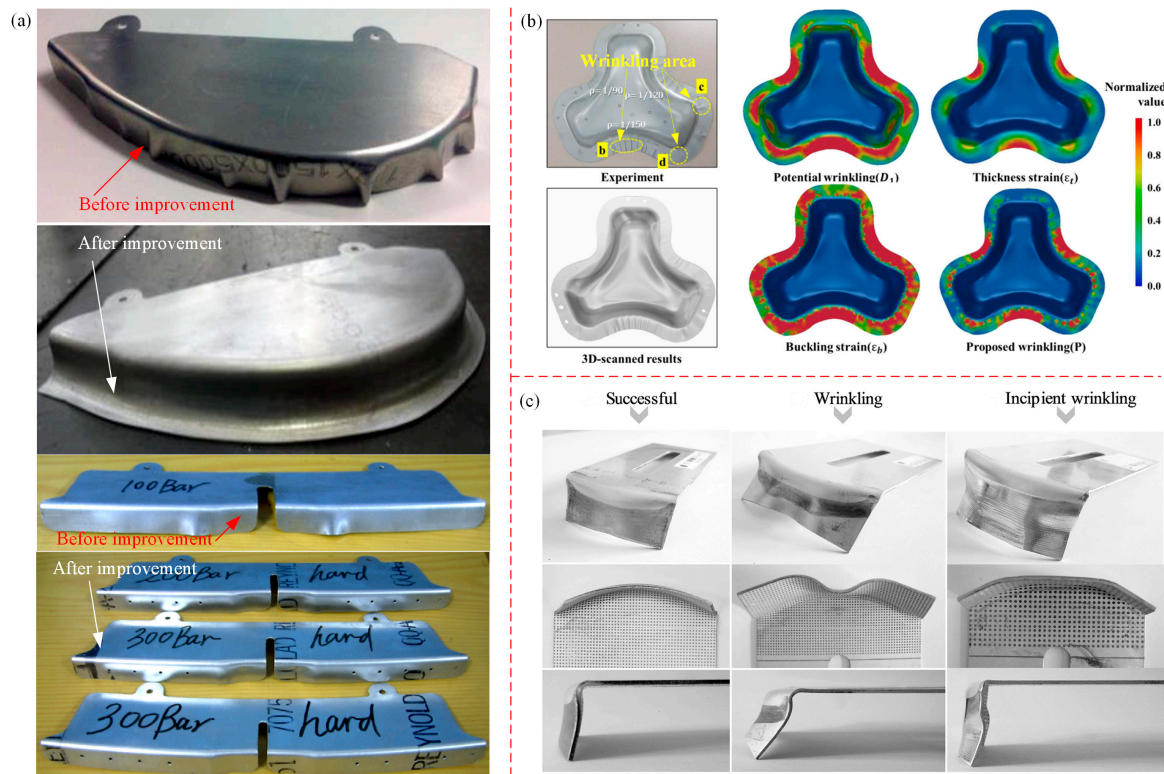 (a)
Before improvement
After improvement
100Bar
Before improvement
After improvement
200Bar
hard
300Bar
hard
300Bar
7075
hard
REYNOLD
(b)
Wrinkling area
c
ρ=1/90
ρ=1/120
ρ=1/150
b
d
Experiment
Potential wrinkling(D₁)
Thickness strain(εₜ)
Normalized
value
1.0
0.8
0.6
0.4
0.2
0.0
3D-scanned results
Buckling strain(ε_b)
Proposed wrinkling(P)
(c)
Successful
Wrinkling
Incipient wrinkling